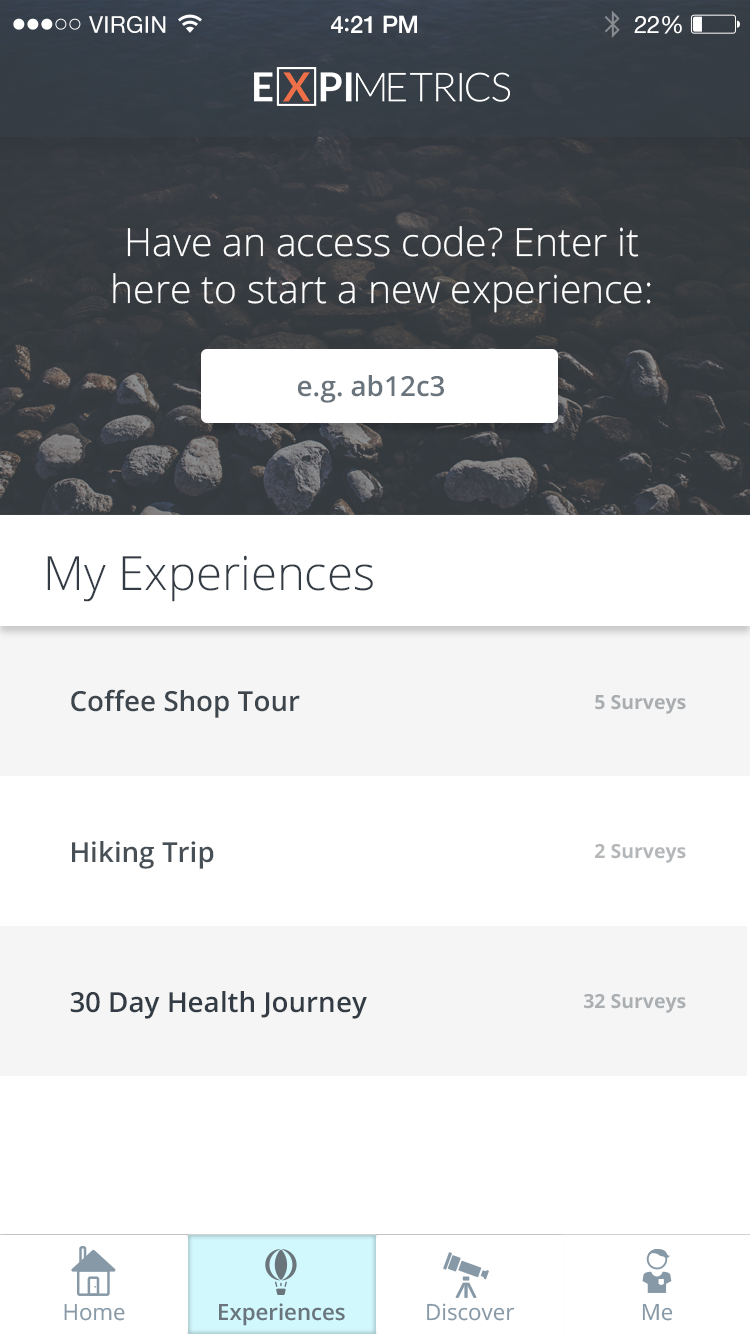 VIRGIN 4:21 PM 22%
EXPIMETRICS
Have an access code? Enter it
here to start a new experience:
e.g. ab12c3
My Experiences
Coffee Shop Tour 5 Surveys
Hiking Trip 2 Surveys
30 Day Health Journey 32 Surveys
Home Experiences Discover Me